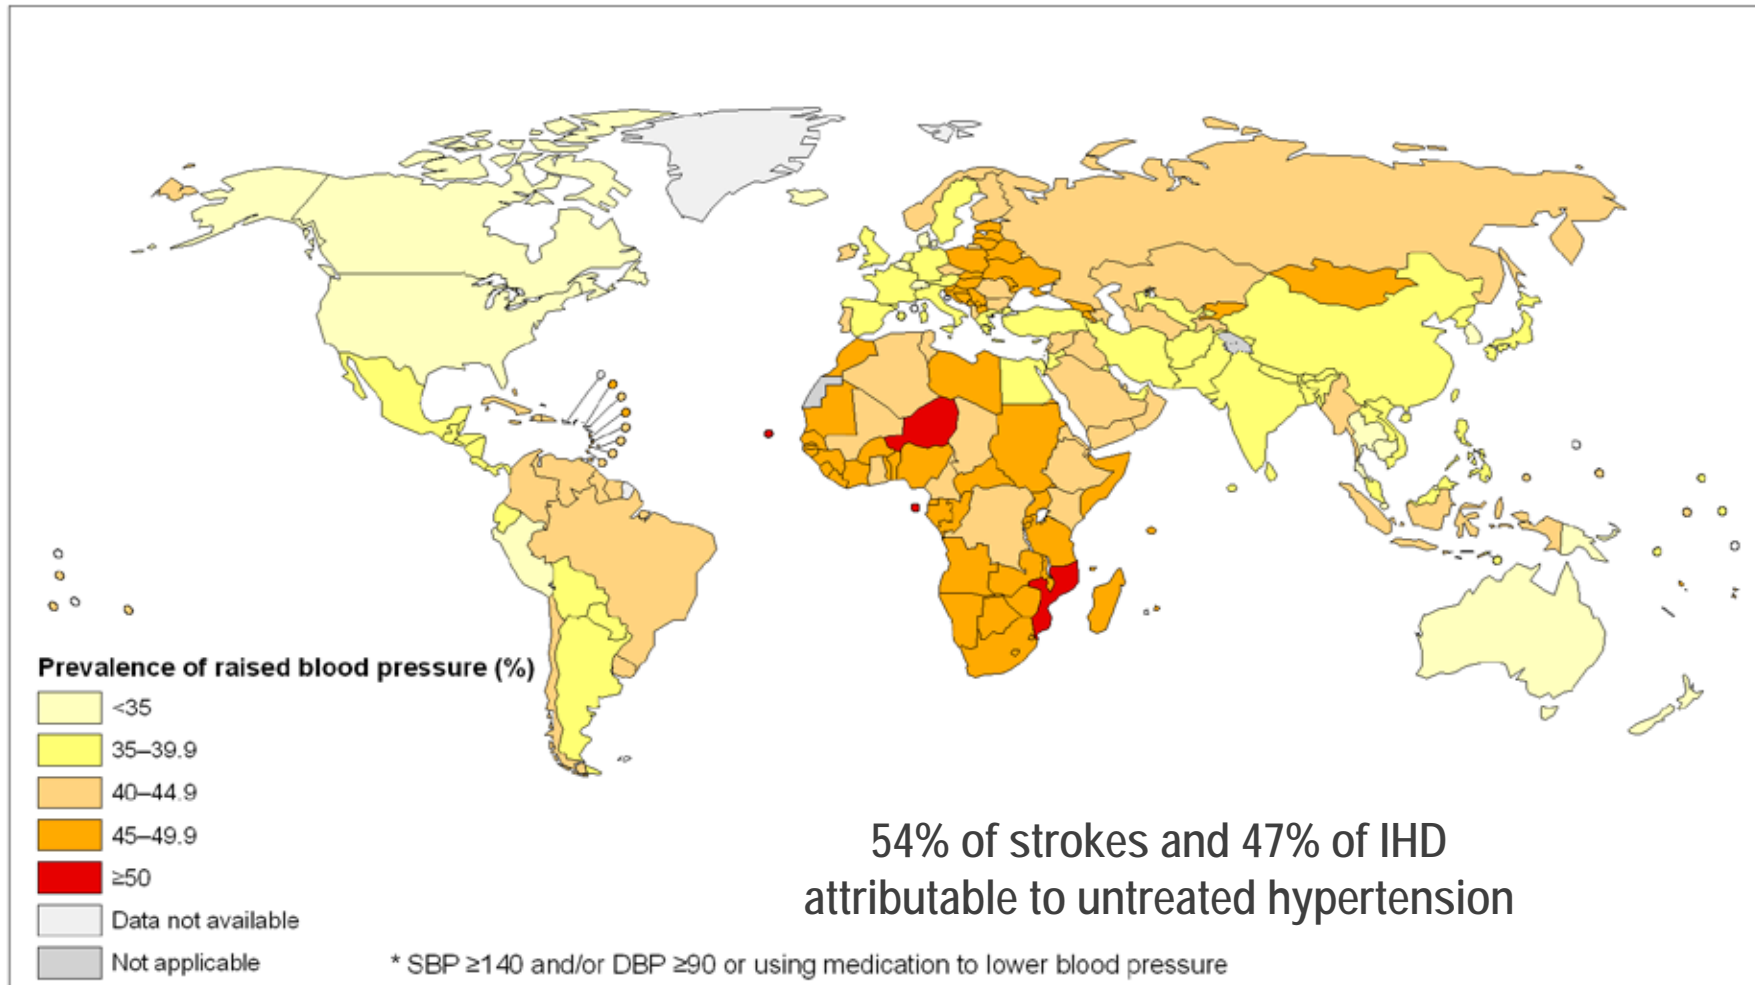 Prevalence of raised blood pressure (%)
<35
35–39.9
40–44.9
45–49.9
≥50
Data not available
Not applicable
54% of strokes and 47% of IHD
attributable to untreated hypertension
* SBP ≥140 and/or DBP ≥90 or using medication to lower blood pressure